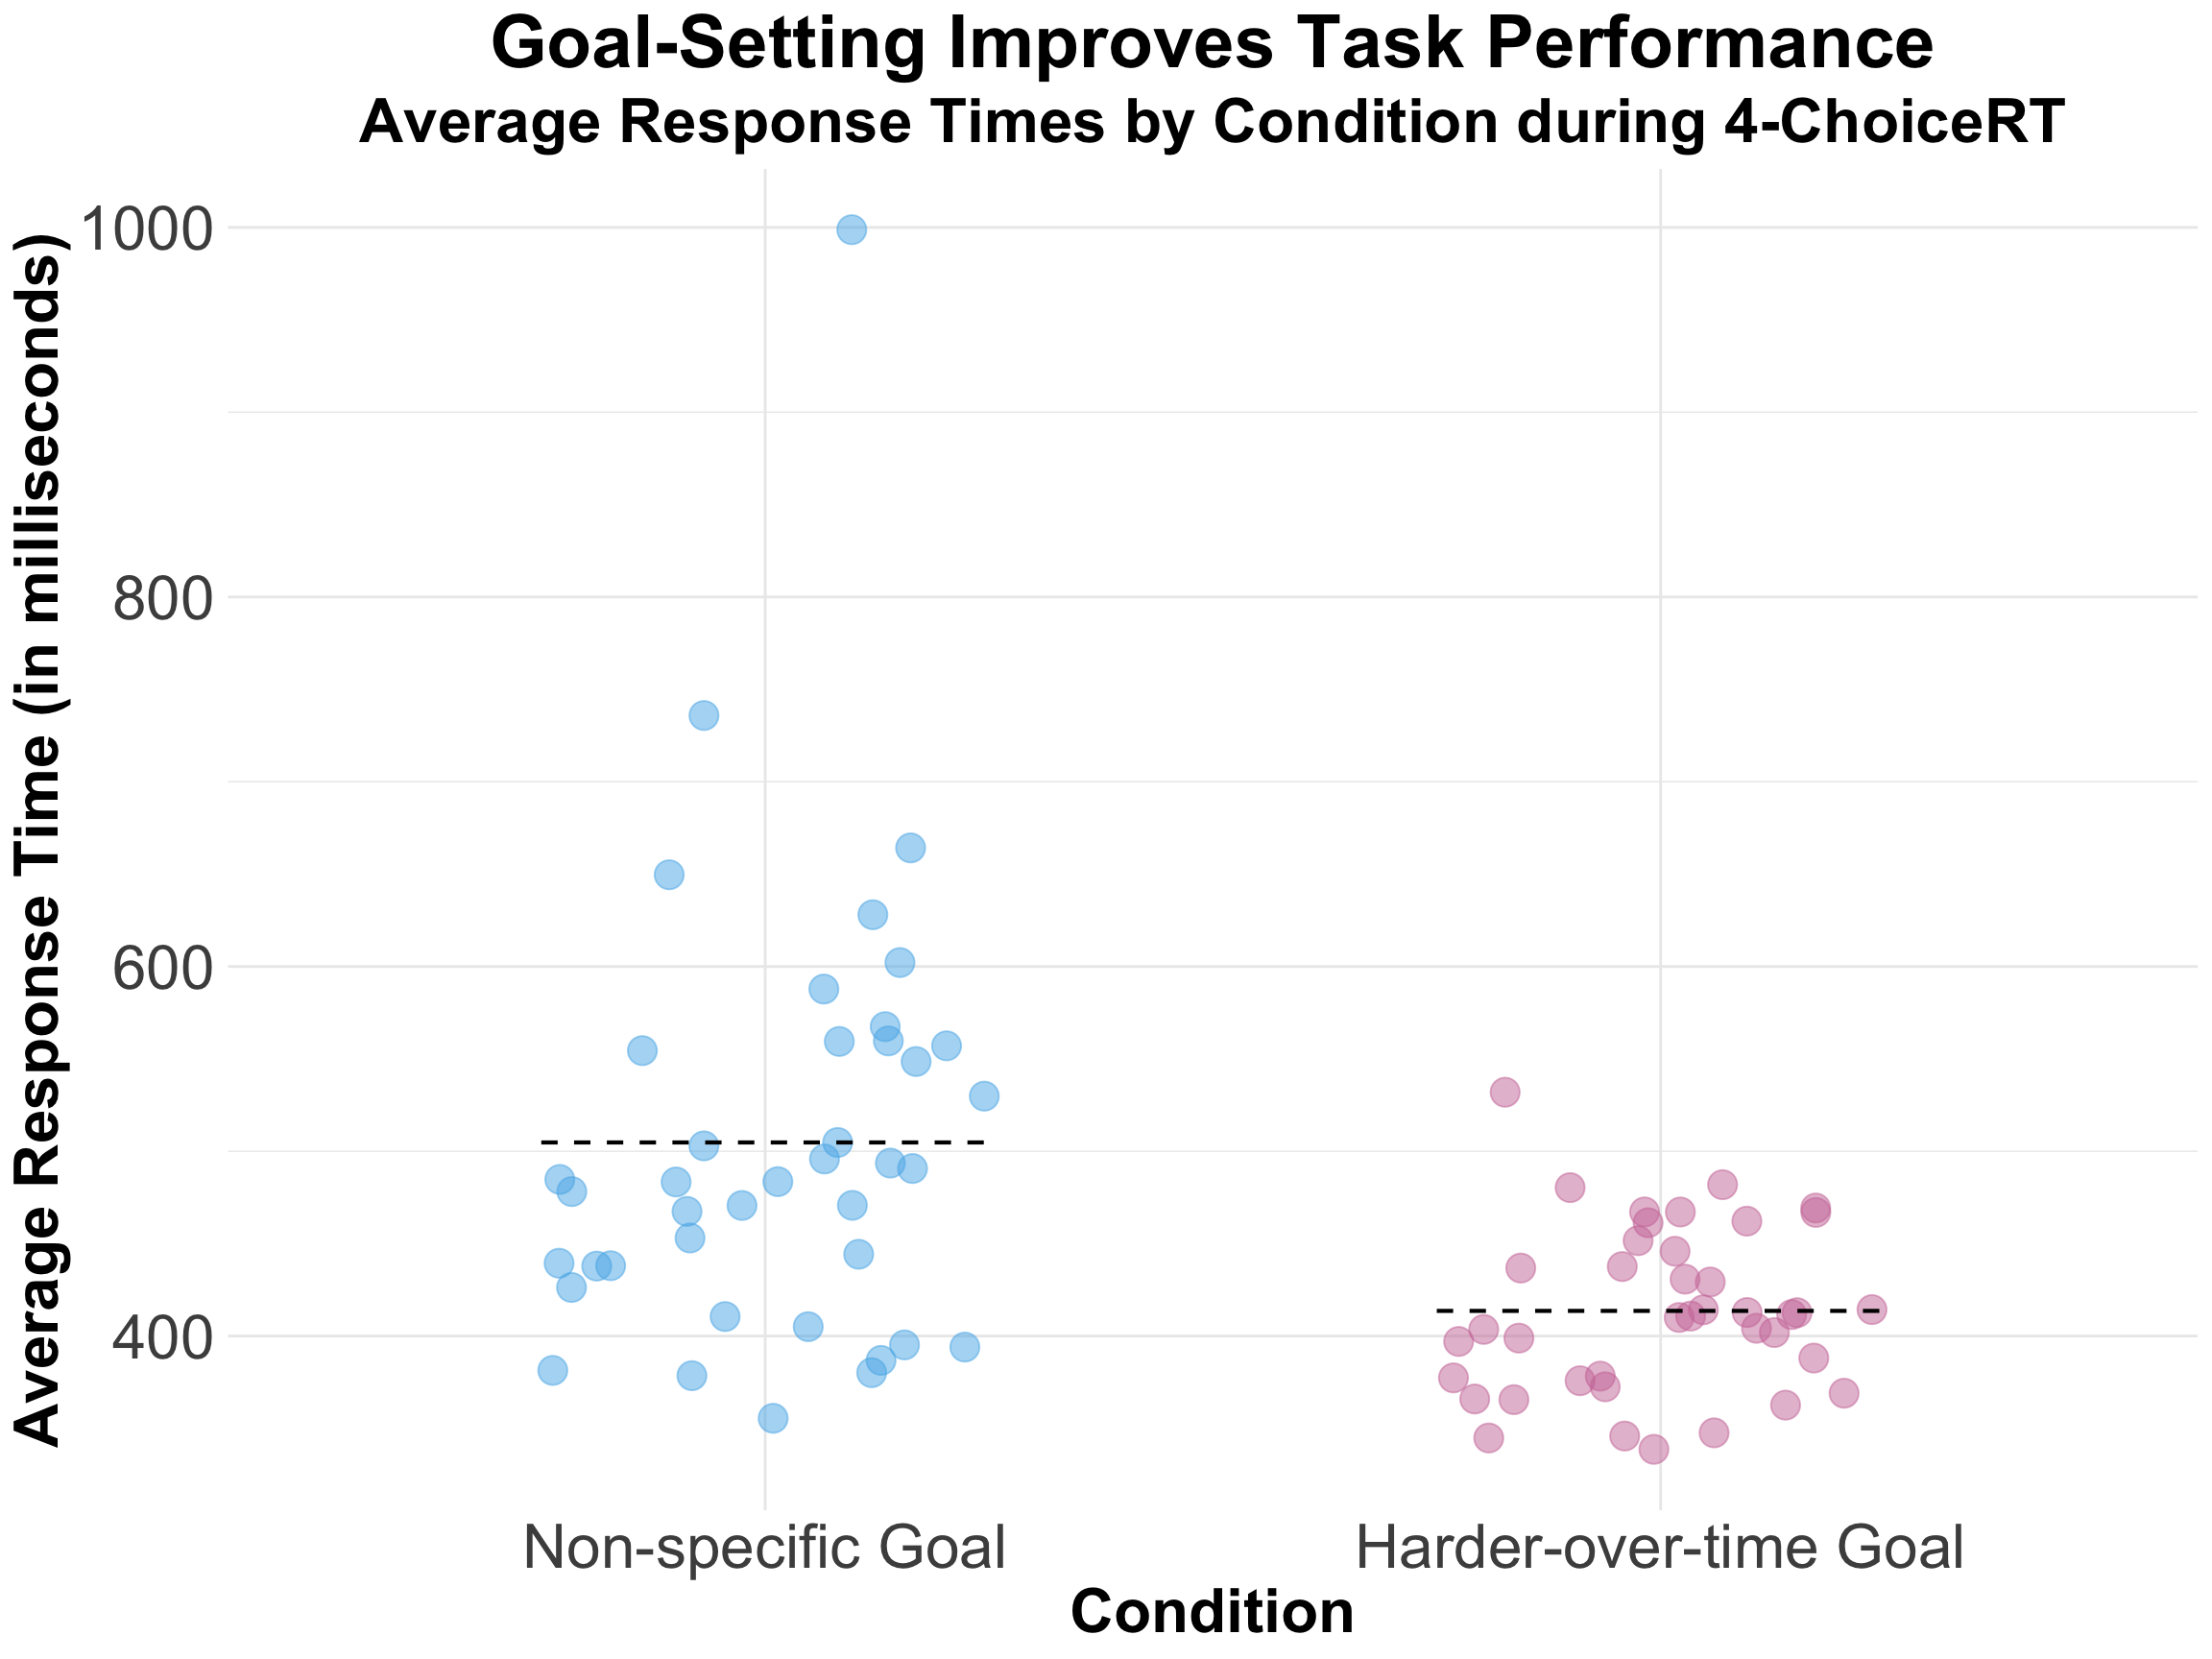 Goal-Setting Improves Task Performance
Average Response Times by Condition during 4-ChoiceRT
Average Response Time (in milliseconds)
1000
800
600
400
Non-specific Goal
Harder-over-time Goal
Condition